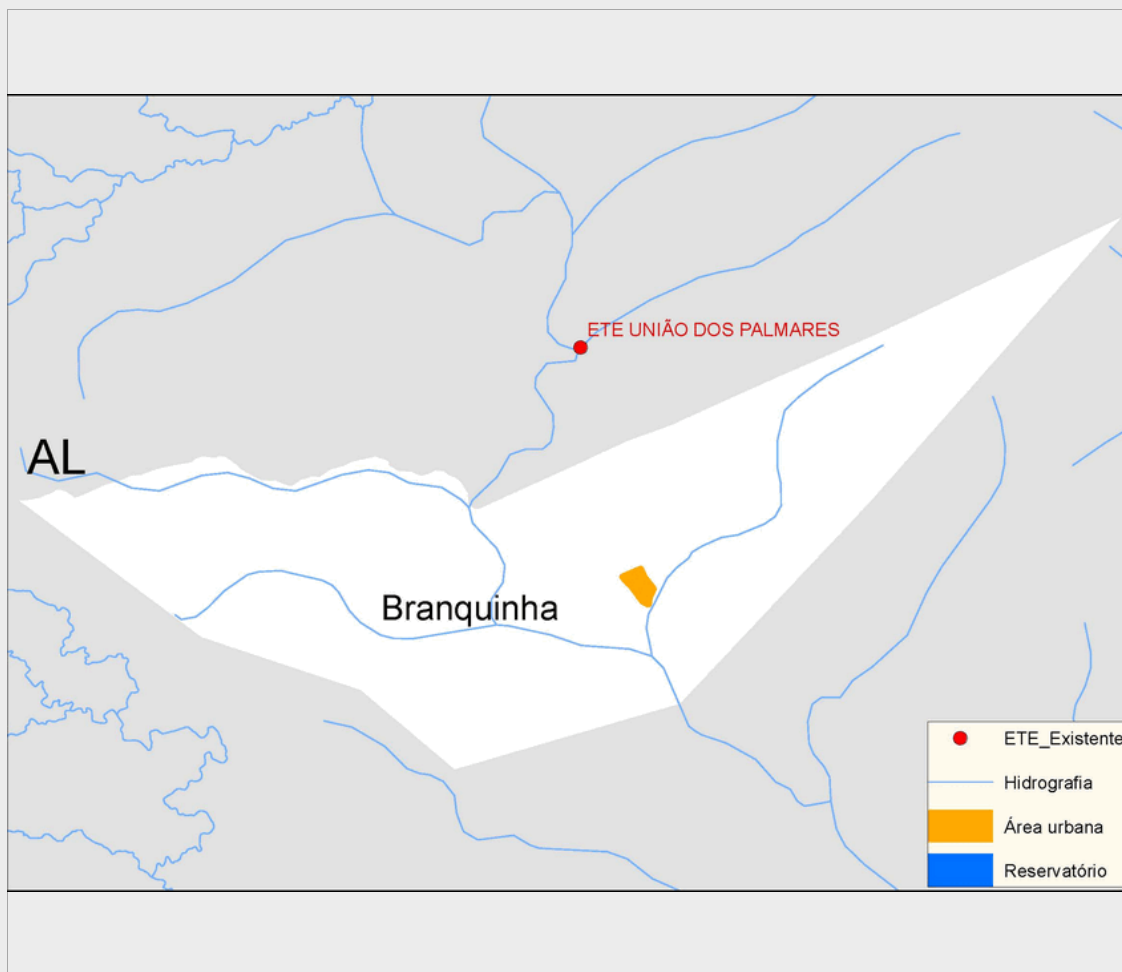 ETE UNIÃO DOS PALMARES
AL
Branquinha
ETE_Existente
Hidrografia
Área urbana
Reservatório